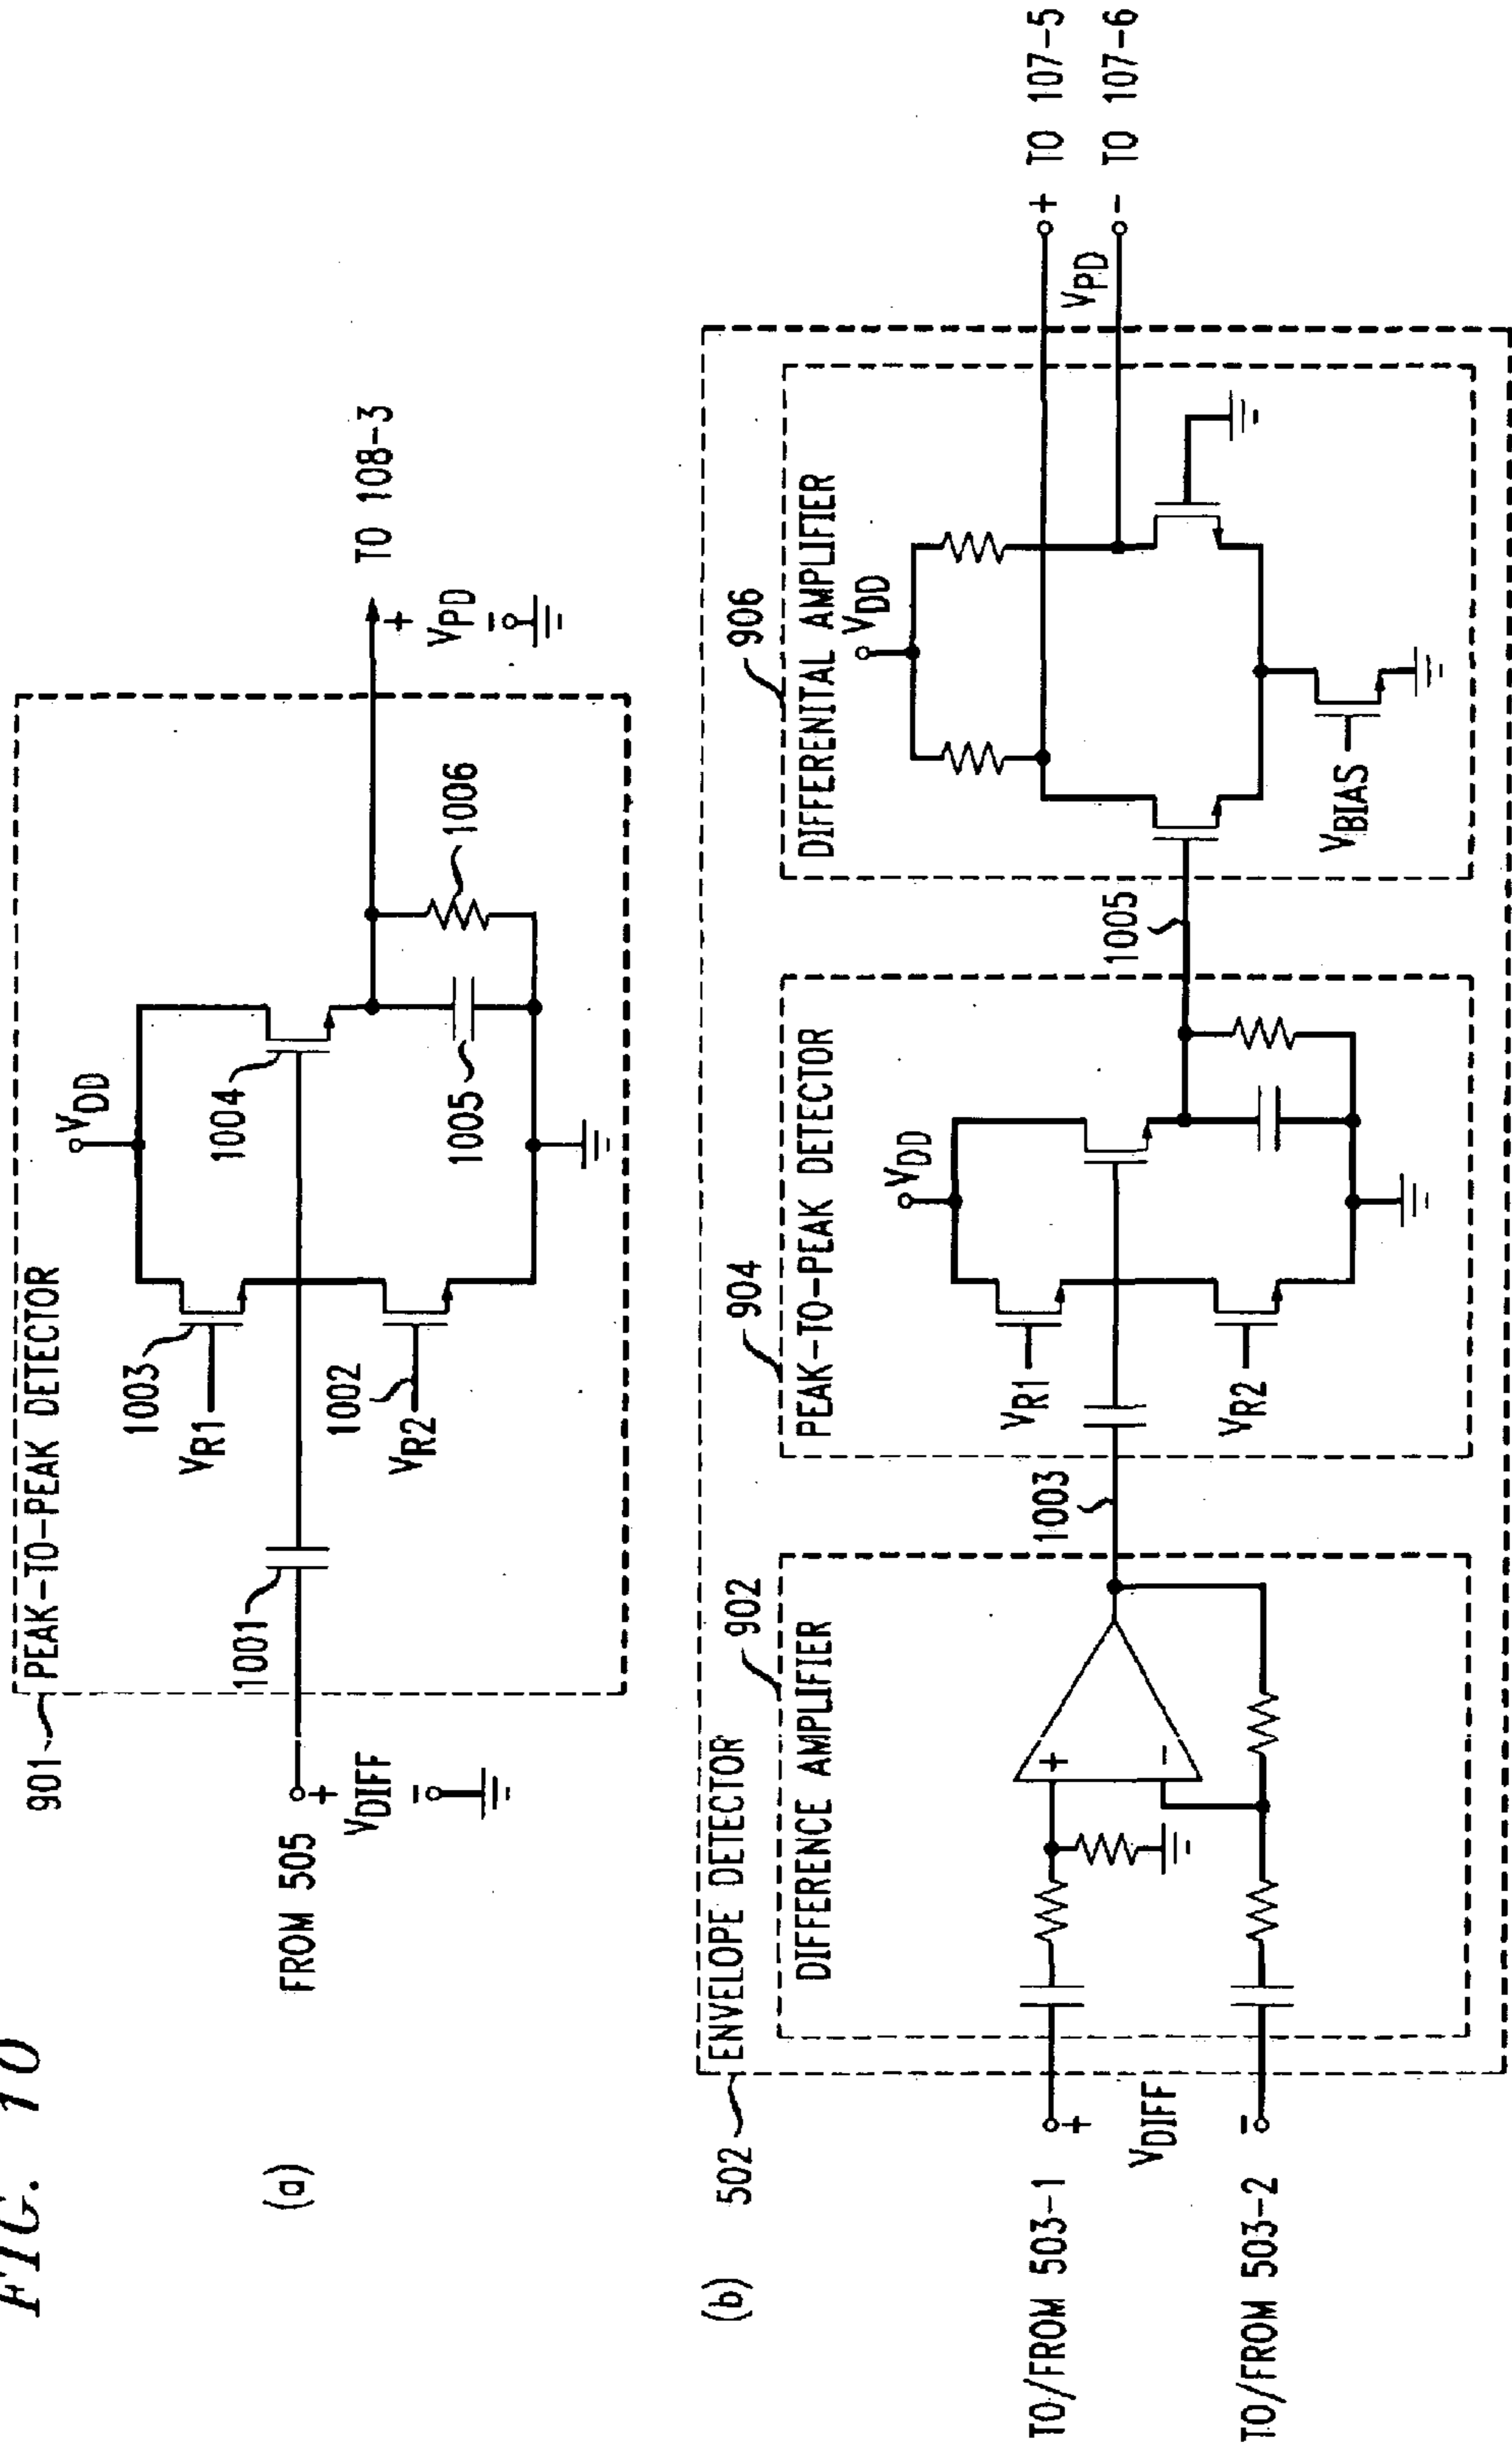 FIG. 10
(a)
901
PEAK-TO-PEAK DETECTOR
VDD
1003
VR1
1004
1002
VR2
1001
1005
1006
FROM 505
+
VDIFF
-
TO 108-3
+
VPD
-
(b)
502
ENVELOPE DETECTOR
902
DIFFERENCE AMPLIFIER
+
-
TO/FROM 503-1
+
VDIFF
-
TO/FROM 503-2
1003
904
PEAK-TO-PEAK DETECTOR
VDD
VR1
VR2
1005
906
DIFFERENITAL AMPLIFIER
VDD
VBIAS
+ TO 107-5
VPD
- TO 107-6